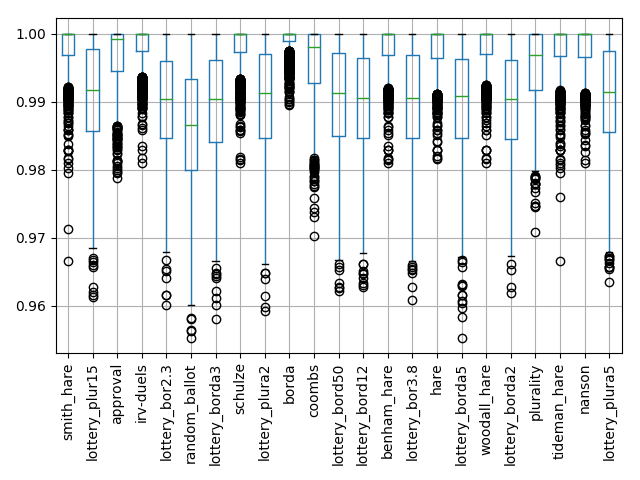 1.00
0.99
0.98
0.97
0.96
smith_hare
lottery_plur15
approval
irv-duels
lottery_bor2.3
random_ballot
lottery_borda3
schulze
lottery_plura2
borda
coombs
lottery_bord50
lottery_bord12
benham_hare
lottery_bor3.8
hare
lottery_borda5
woodall_hare
lottery_borda2
plurality
tideman_hare
nanson
lottery_plura5